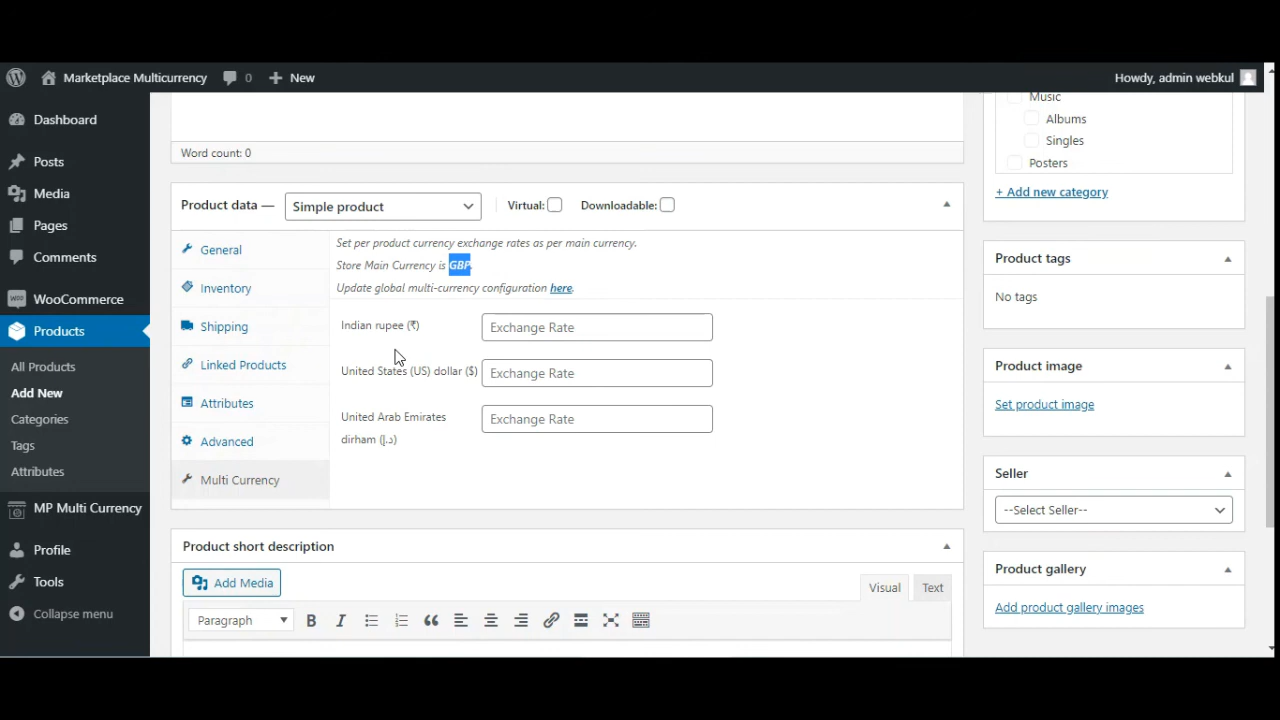 Marketplace Multicurrency 0 New Howdy, admin webkul
Dashboard
Posts
Media
Pages
Comments
WooCommerce
Products
All Products
Add New
Categories
Tags
Attributes
MP Multi Currency
Profile
Tools
Collapse menu
Word count: 0
Product data — Simple product Virtual: Downloadable:
General
Inventory
Shipping
Linked Products
Attributes
Advanced
Multi Currency
Set per product currency exchange rates as per main currency.
Store Main Currency is GBP.
Update global multi-currency configuration here.
Indian rupee (₹) Exchange Rate
United States (US) dollar ($) Exchange Rate
United Arab Emirates Exchange Rate
dirham (د.إ)
Product short description
Add Media
Visual Text
Paragraph
Music
Albums
Singles
Posters
+ Add new category
Product tags
No tags
Product image
Set product image
Seller
--Select Seller--
Product gallery
Add product gallery images